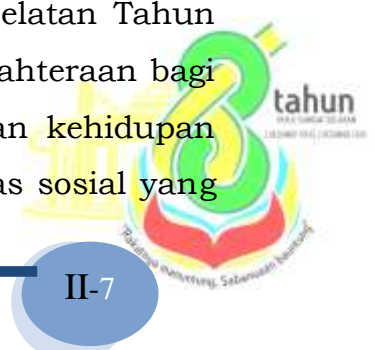 elatan Tahun
ahteraan bagi
an kehidupan
as sosial yang
tahun
II-7